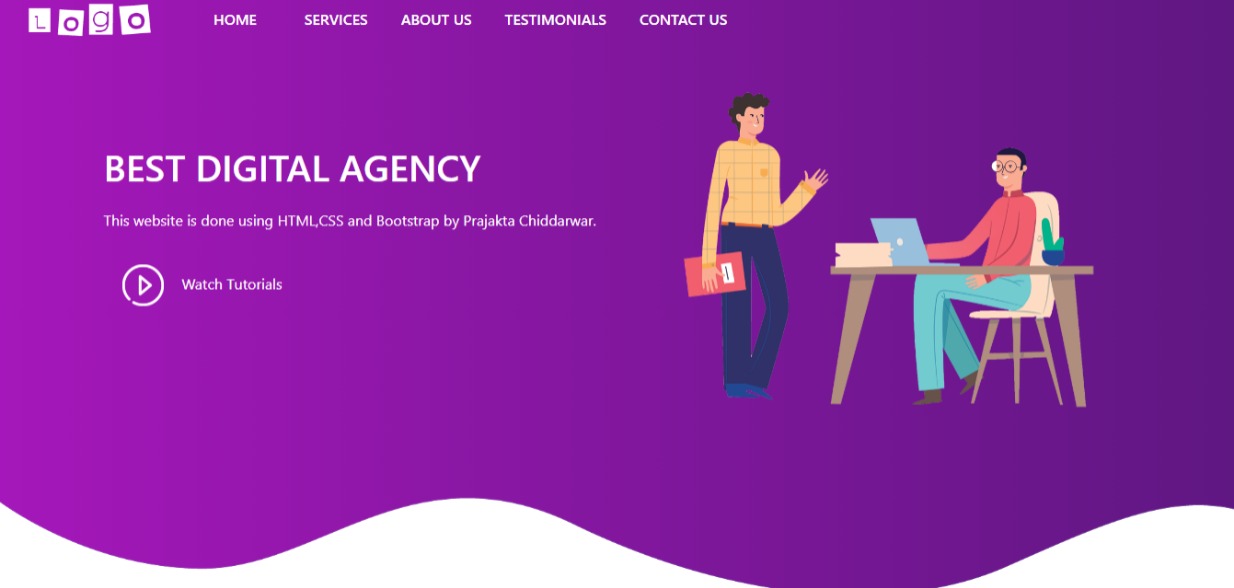 LOGO
HOME SERVICES ABOUT US TESTIMONIALS CONTACT US
BEST DIGITAL AGENCY
This website is done using HTML,CSS and Bootstrap by Prajakta Chiddarwar.
Watch Tutorials